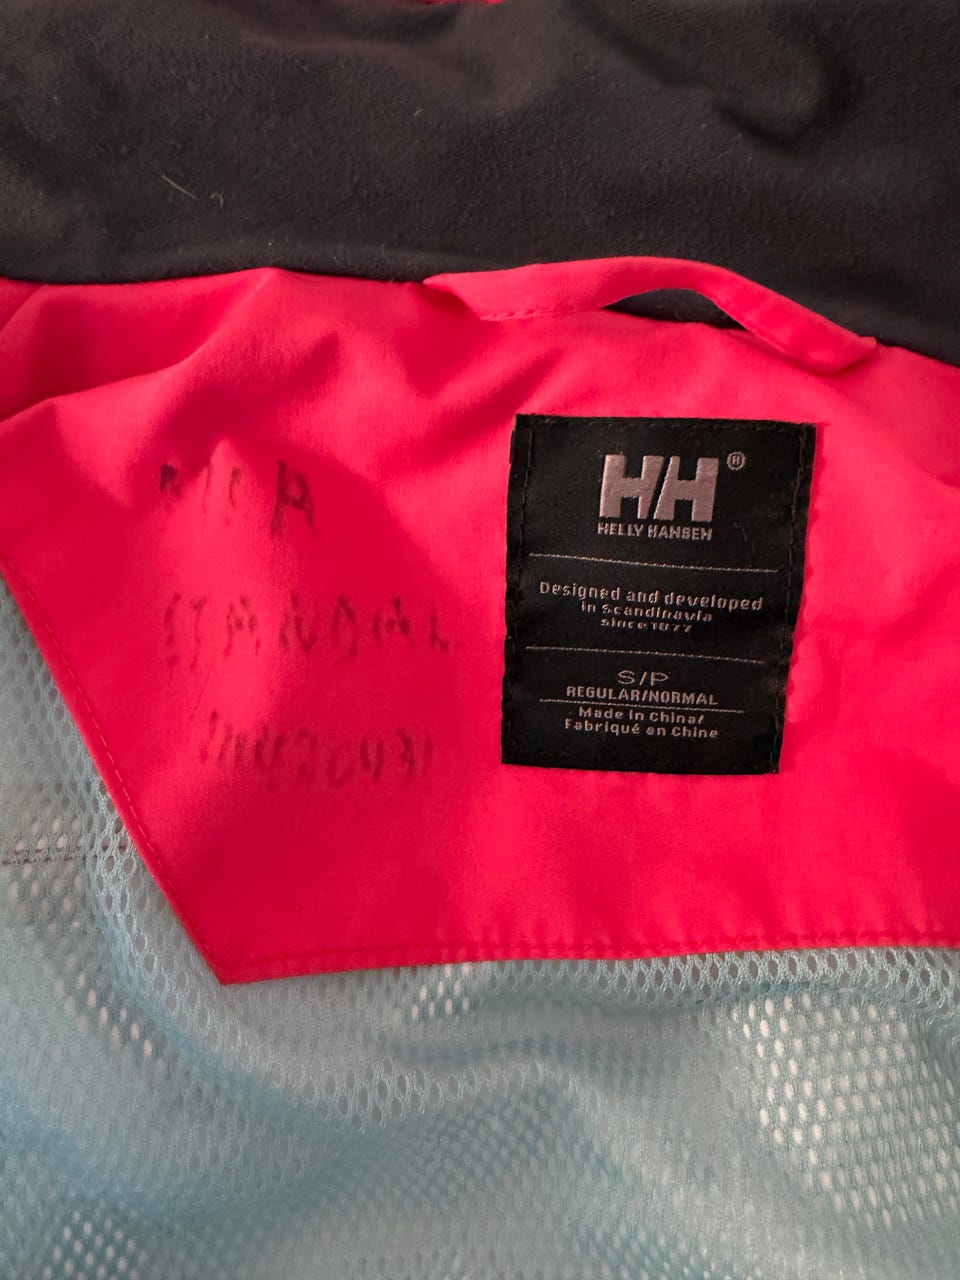 HH®
HELLY HANSEN
Designed and developed
in Scandinavia
since 1877
S/P
REGULAR/NORMAL
Made in China/
Fabriqué en Chine